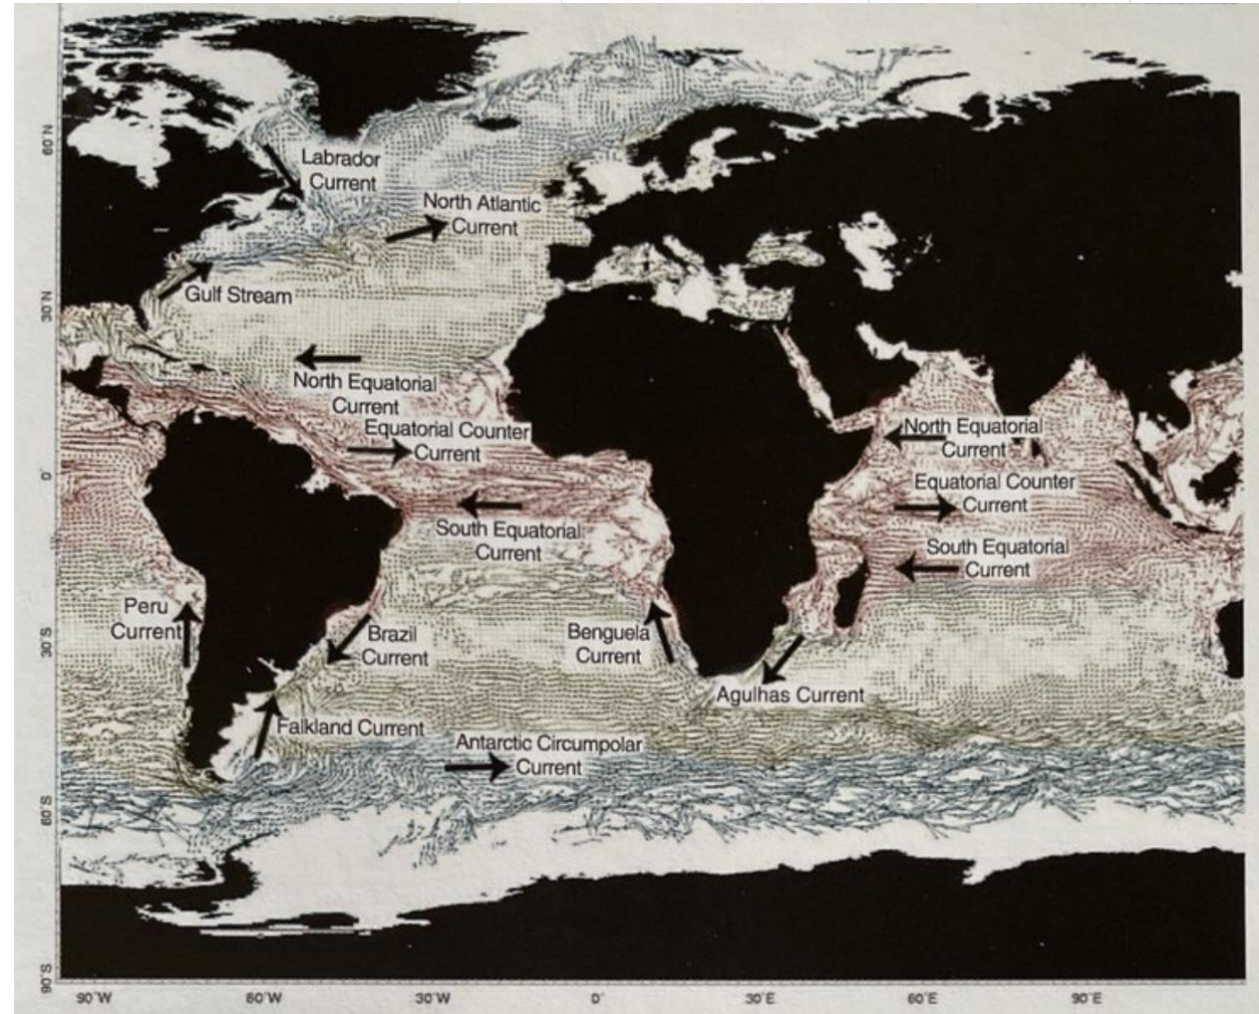 Labrador
Current
North Atlantic
Current
Gulf Stream
North Equatorial
Current
Equatorial Counter
Current
South Equatorial
Current
North Equatorial
Current
Equatorial Counter
Current
South Equatorial
Current
Peru
Current
Brazil
Current
Benguela
Current
Agulhas Current
Falkland Current
Antarctic Circumpolar
Current
60°N
30°N
0°
30°S
60°S
90°S
90°W
60°W
30°W
0°
30°E
60°E
90°E